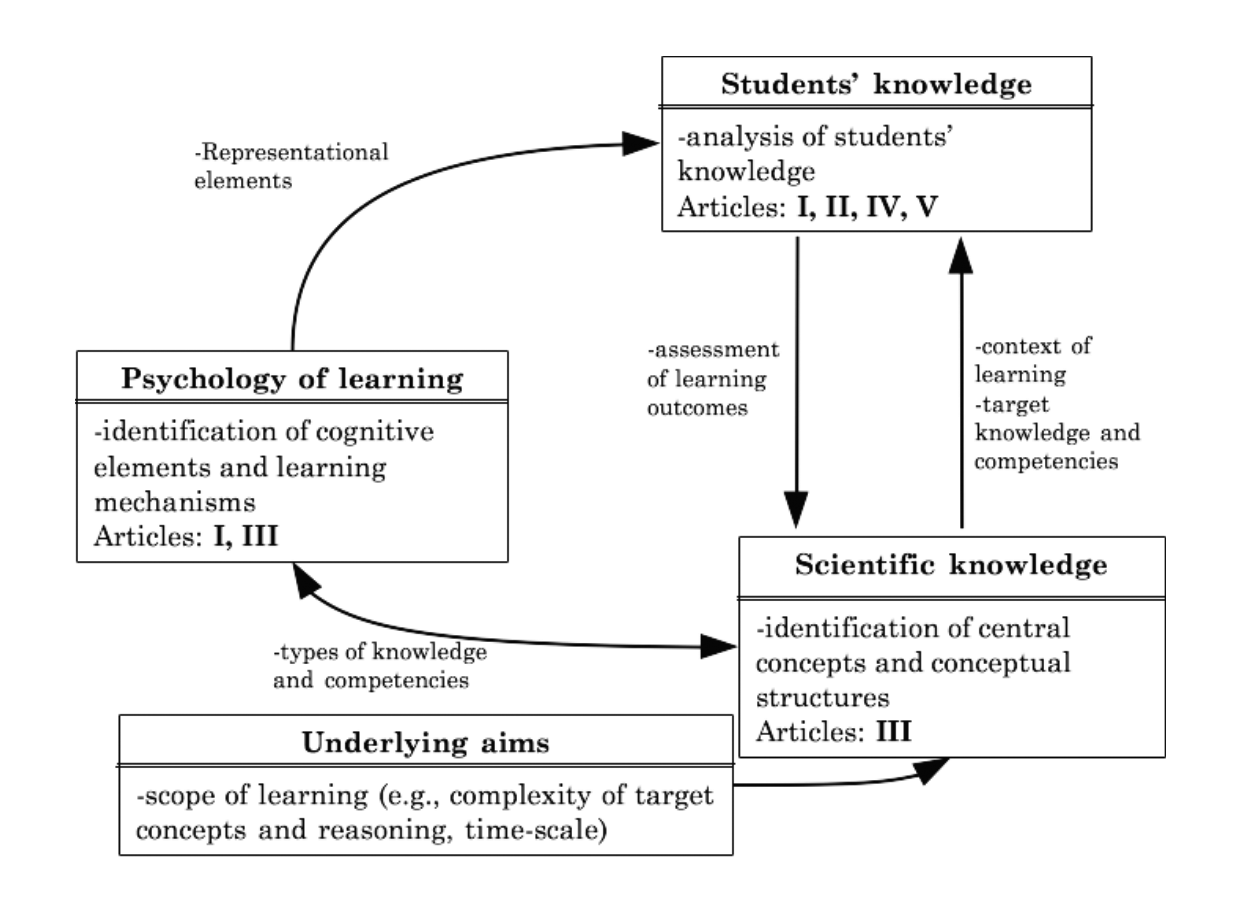 Students’ knowledge
-analysis of students’
knowledge
Articles: I, II, IV, V
-Representational
elements
-assessment
of learning
outcomes
-context of
learning
-target
knowledge and
competencies
Psychology of learning
-identification of cognitive
elements and learning
mechanisms
Articles: I, III
Scientific knowledge
-identification of central
concepts and conceptual
structures
Articles: III
-types of knowledge
and competencies
Underlying aims
-scope of learning (e.g., complexity of target
concepts and reasoning, time-scale)